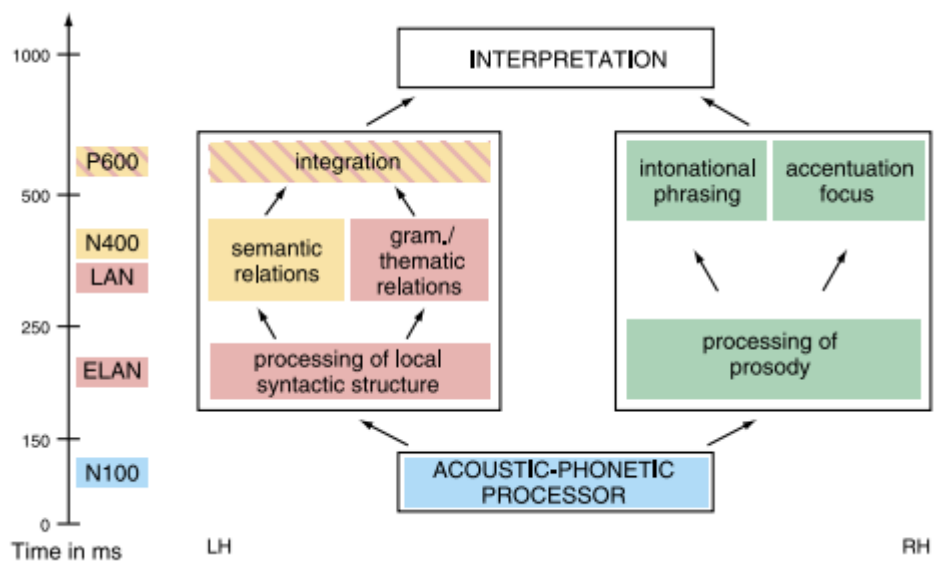 1000
INTERPRETATION
P600
integration
intonational
phrasing
accentuation
focus
500
N400
LAN
semantic
relations
gram./
thematic
relations
250
ELAN
processing of local
syntactic structure
processing of
prosody
150
N100
ACOUSTIC-PHONETIC
PROCESSOR
0
Time in ms
LH
RH